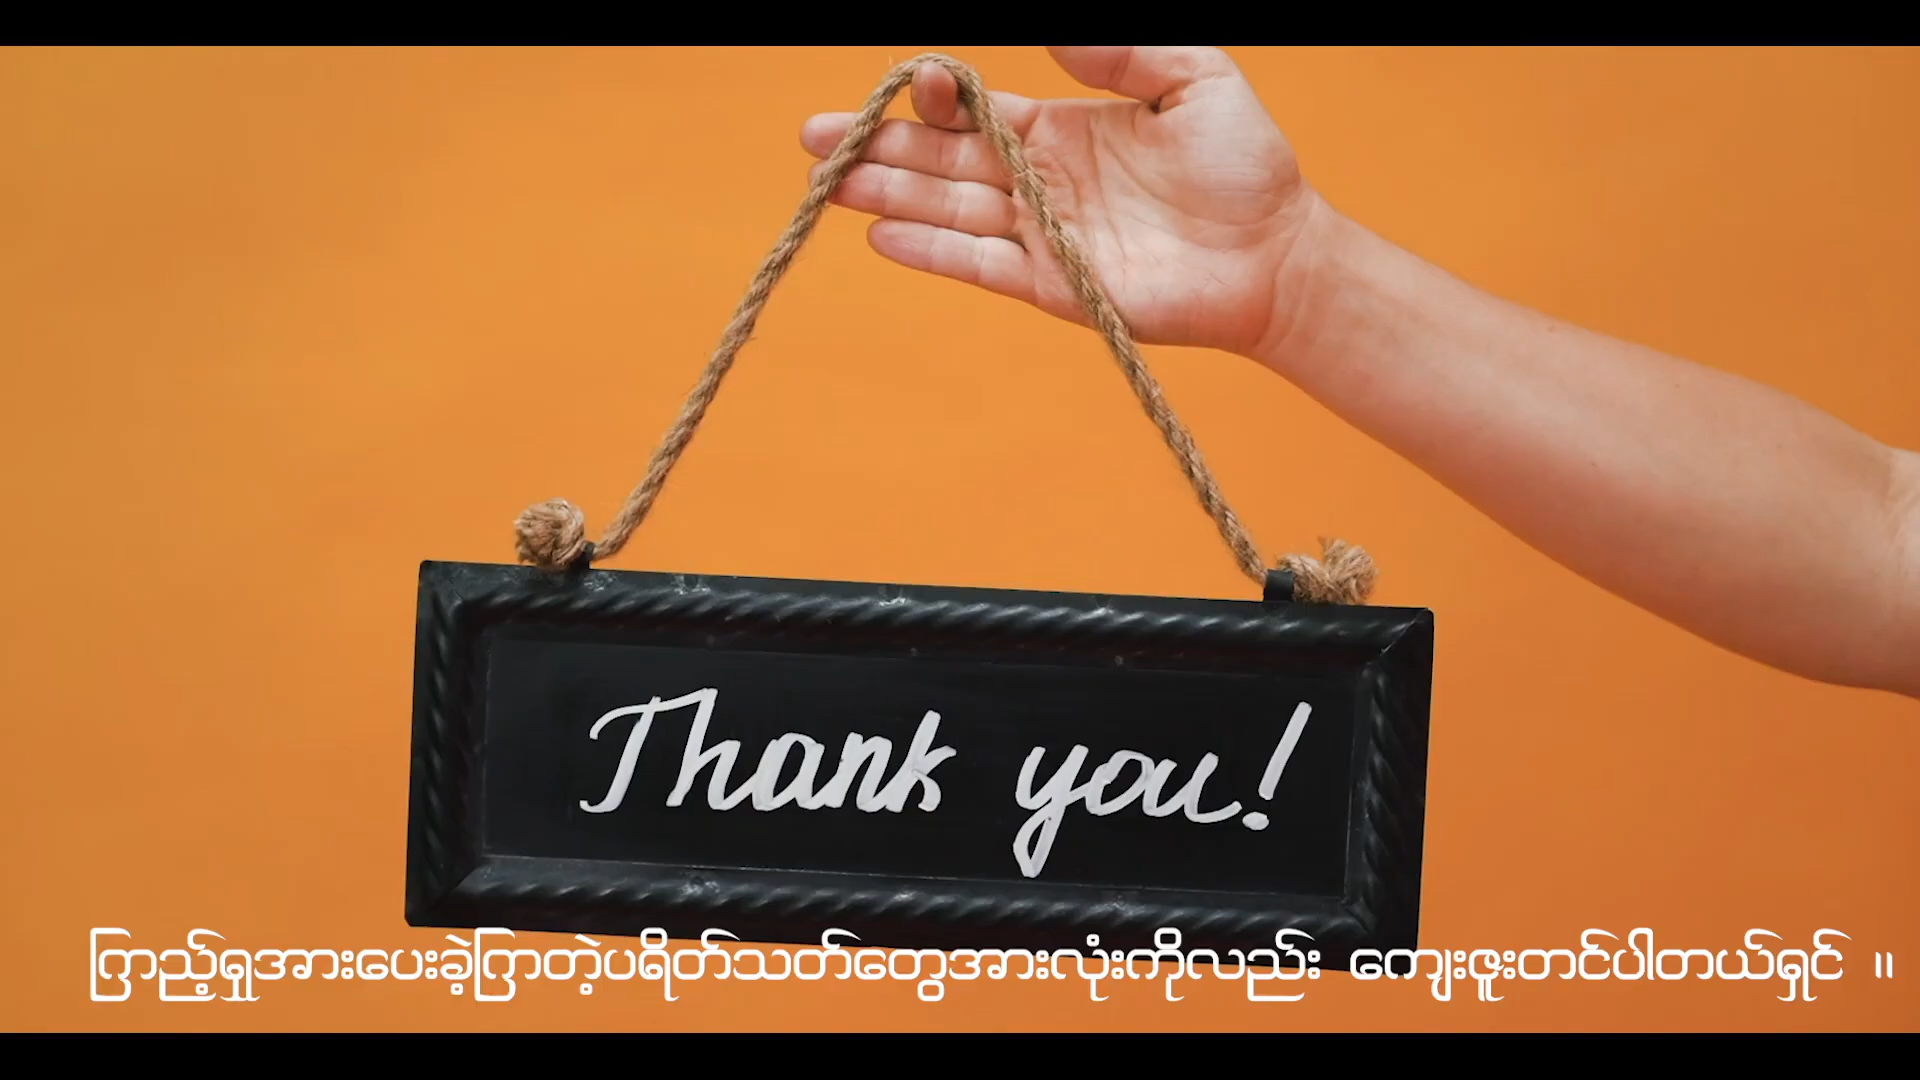 Thank you!
ကြည့်ရှုအားပေးခဲ့ကြတဲ့ပရိတ်သတ်တွေအားလုံးကိုလည်း ကျေးဇူးတင်ပါတယ်ရှင် ။